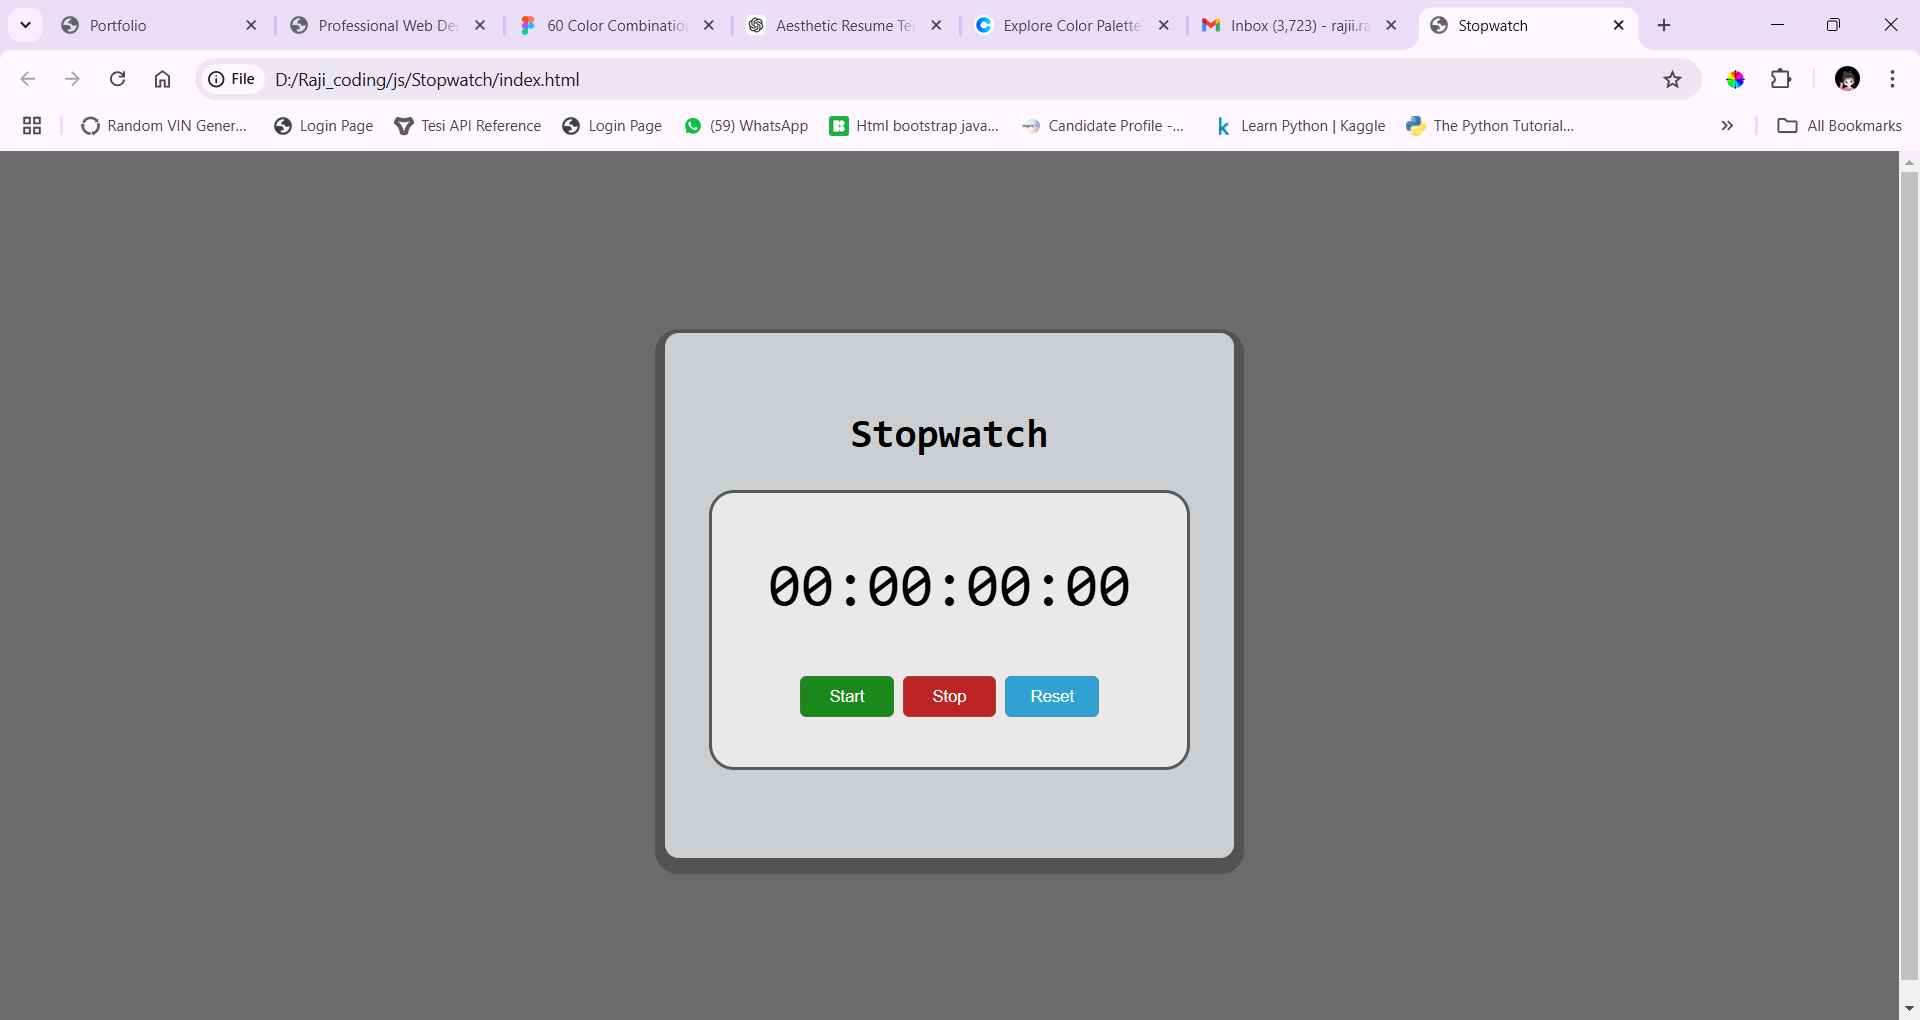 Portfolio
Professional Web De
60 Color Combinatio
Aesthetic Resume Te
Explore Color Palette
Inbox (3,723) - rajii.ra
Stopwatch
File
D:/Raji_coding/js/Stopwatch/index.html
Random VIN Gener...
Login Page
Tesi API Reference
Login Page
(59) WhatsApp
Html bootstrap java...
Candidate Profile -...
Learn Python | Kaggle
The Python Tutorial...
All Bookmarks
Stopwatch
00:00:00:00
Start
Stop
Reset